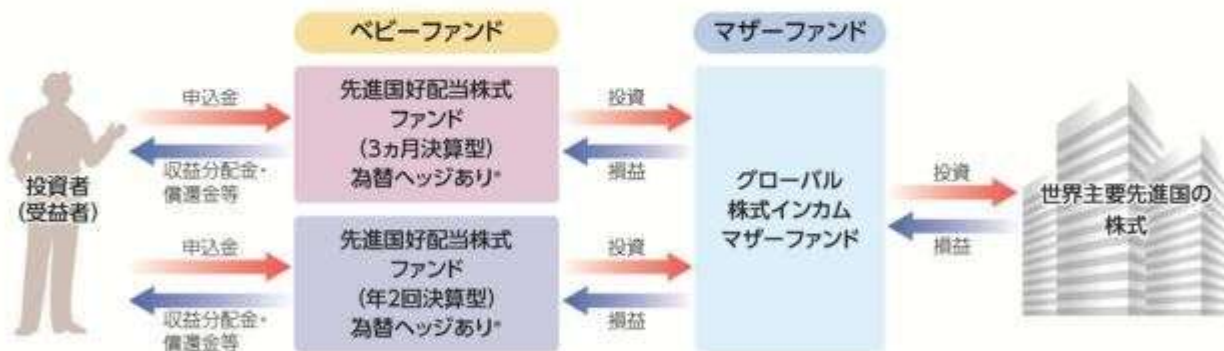 ベビーファンド
マザーファンド
申込金
収益分配金・
償還金等
投資者
(受益者)
申込金
収益分配金・
償還金等
先進国好配当株式
ファンド
(3ヵ月決算型)
為替ヘッジあり*
先進国好配当株式
ファンド
(年2回決算型)
為替ヘッジあり*
投資
損益
投資
損益
グローバル
株式インカム
マザーファンド
投資
損益
世界主要先進国の
株式